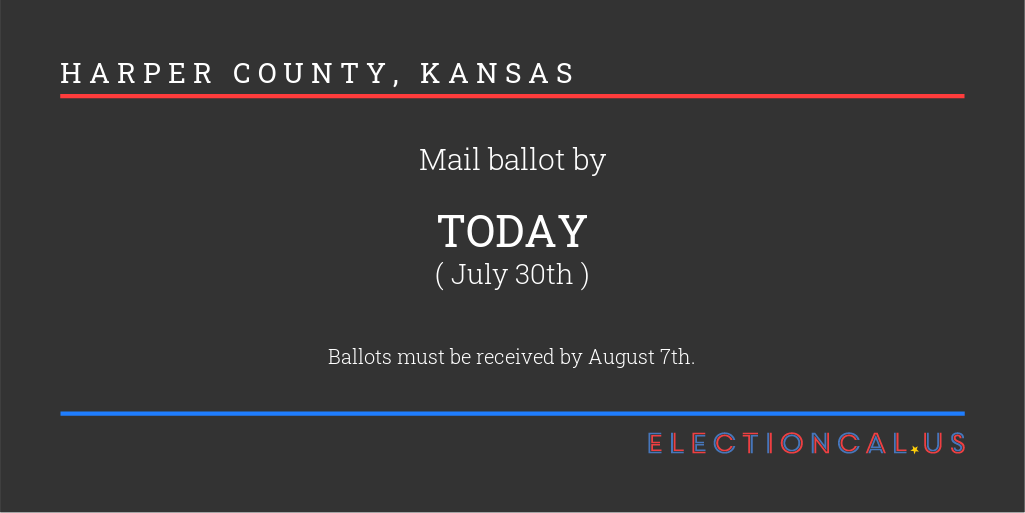 HARPER COUNTY, KANSAS
Mail ballot by
TODAY
( July 30th )
Ballots must be received by August 7th.
ELECTIONCAL.US